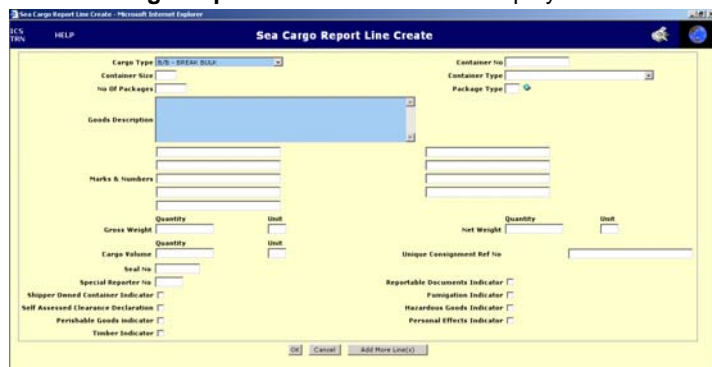 Sea Cargo Report Line Create - Microsoft Internet Explorer
ICS
TRN
HELP
Sea Cargo Report Line Create
Cargo Type B/B - BREAK BULK
Container No
Container Size
Container Type
No Of Packages
Package Type
Goods Description
Marks & Numbers
Quantity Unit Quantity Unit
Gross Weight
Net Weight
Quantity Unit
Cargo Volume
Unique Consignment Ref No
Seal No
Special Reporter No
Reportable Documents Indicator
Shipper Owned Container Indicator
Fumigation Indicator
Self Assessed Clearance Declaration
Hazardous Goods Indicator
Perishable Goods indicator
Personal Effects Indicator
Timber Indicator
OK Cancel Add More Line(s)